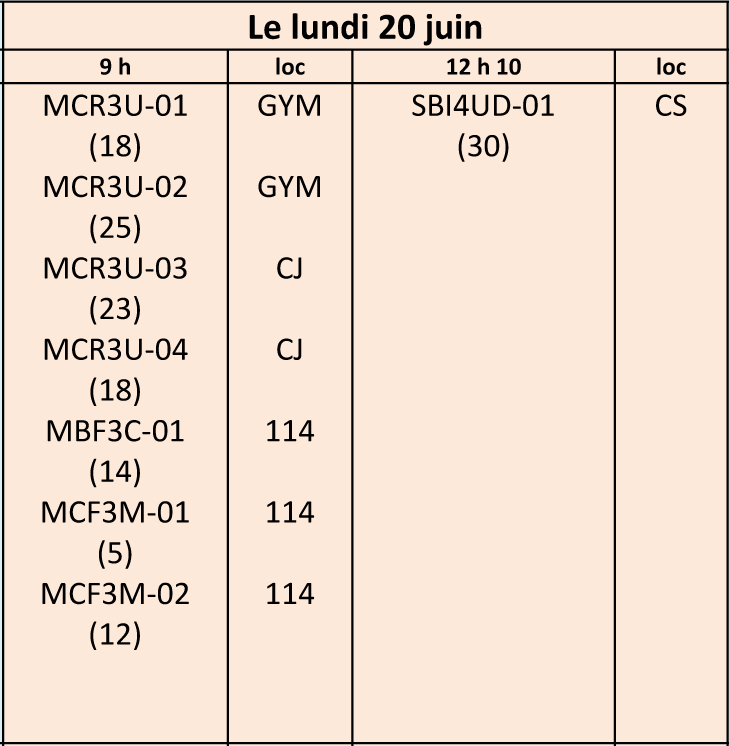 Le lundi 20 juin
9 h loc 12 h 10 loc
MCR3U-01 GYM SBI4UD-01 CS
(18) (30)
MCR3U-02 GYM
(25)
MCR3U-03 CJ
(23)
MCR3U-04 CJ
(18)
MBF3C-01 114
(14)
MCF3M-01 114
(5)
MCF3M-02 114
(12)